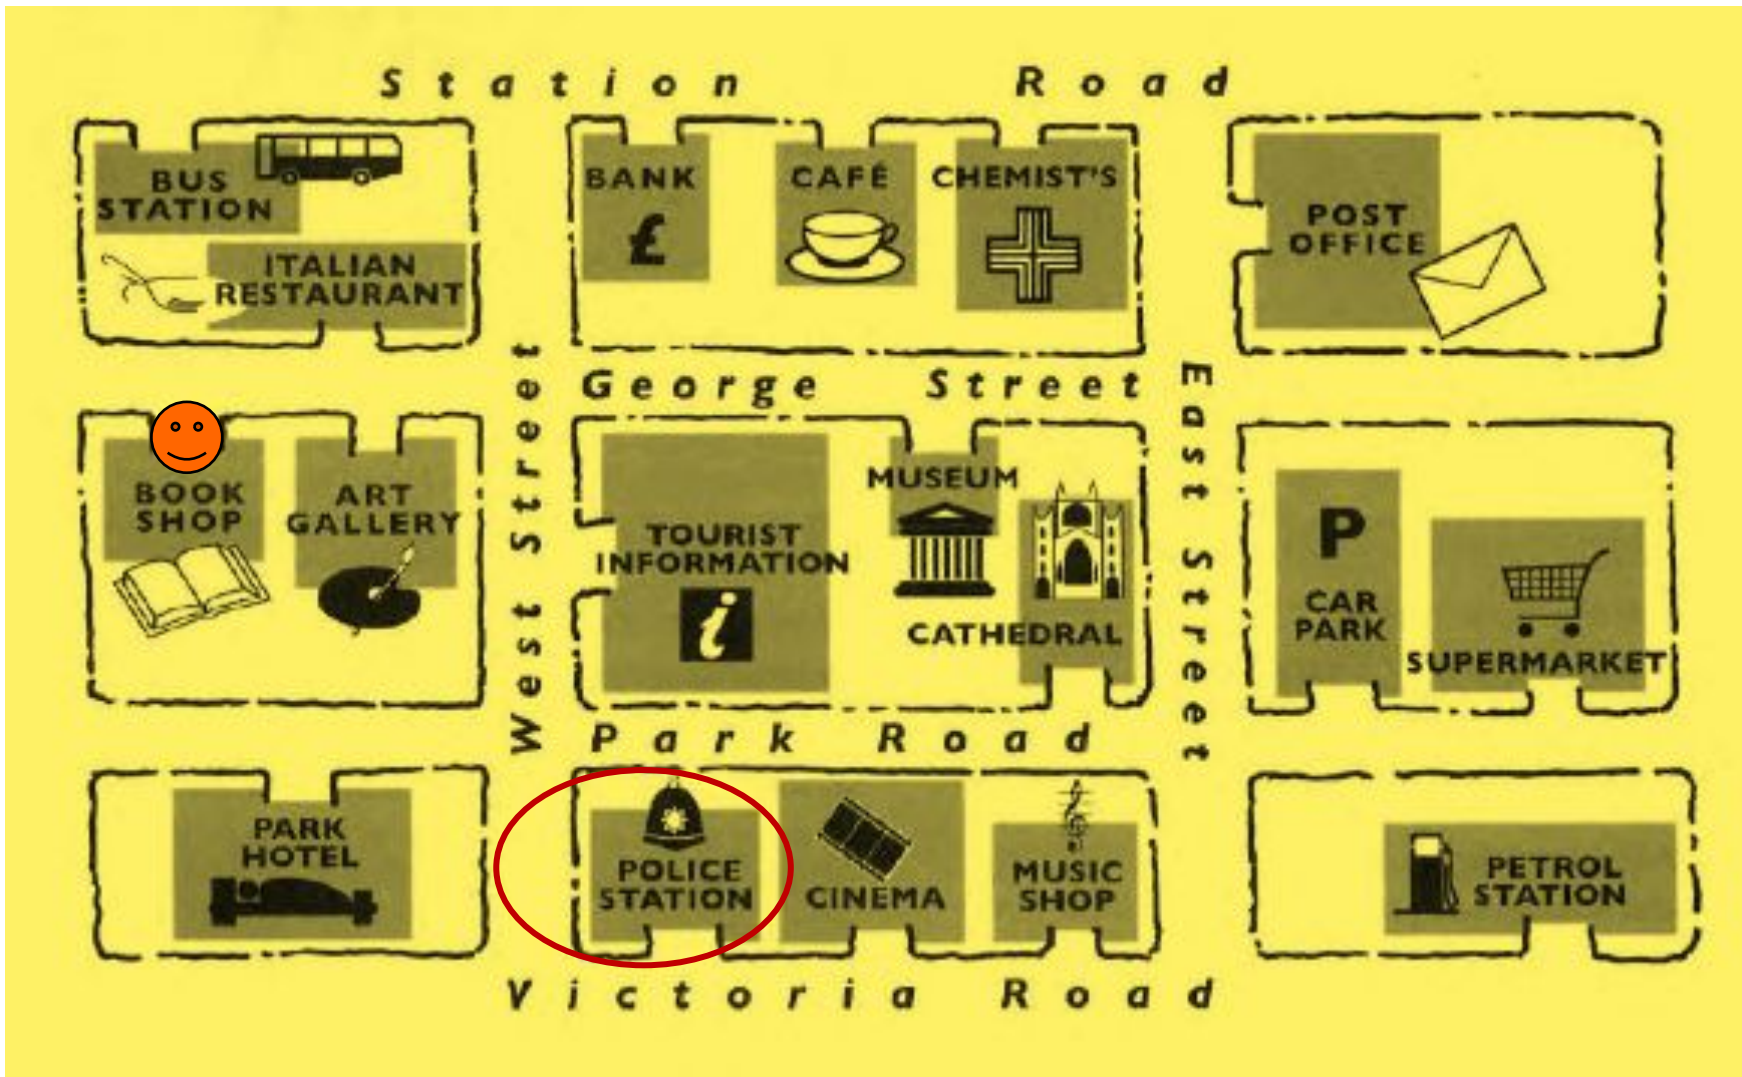 Station Road
BUS
STATION
ITALIAN
RESTAURANT
BANK
£
CAFÉ
CHEMIST'S
POST
OFFICE
West Street
George Street
East Street
BOOK
SHOP
ART
GALLERY
TOURIST
INFORMATION
i
MUSEUM
CATHEDRAL
P
CAR
PARK
SUPERMARKET
Park Road
PARK
HOTEL
POLICE
STATION
CINEMA
MUSIC
SHOP
PETROL
STATION
Victoria Road